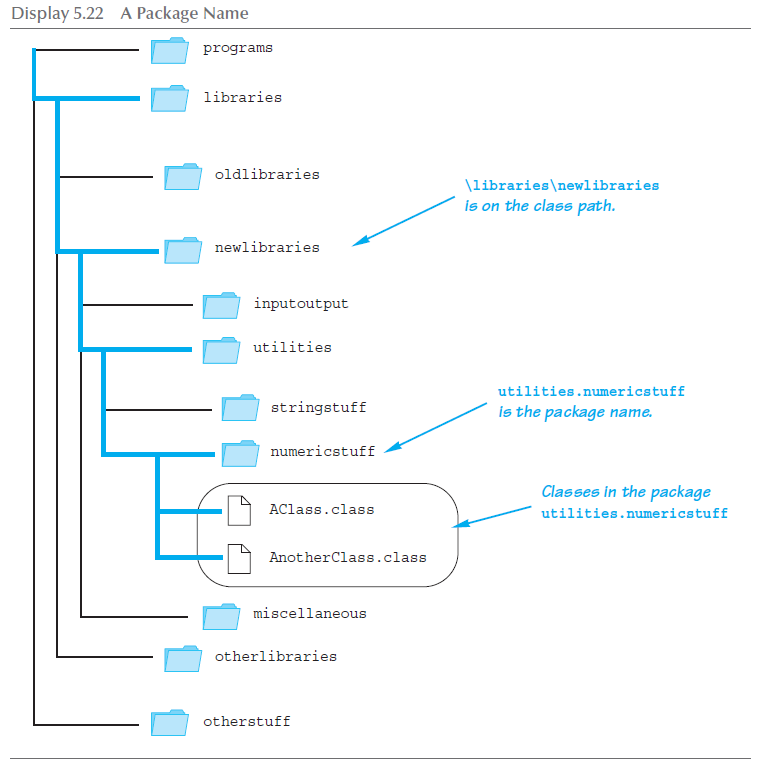 Display 5.22 A Package Name
programs
libraries
oldlibraries
\libraries\newlibraries
is on the class path.
newlibraries
inputoutput
utilities
utilities.numericstuff
is the package name.
stringstuff
numericstuff
Classes in the package
utilities.numericstuff
AClass.class
AnotherClass.class
miscellaneous
otherlibraries
otherstuff